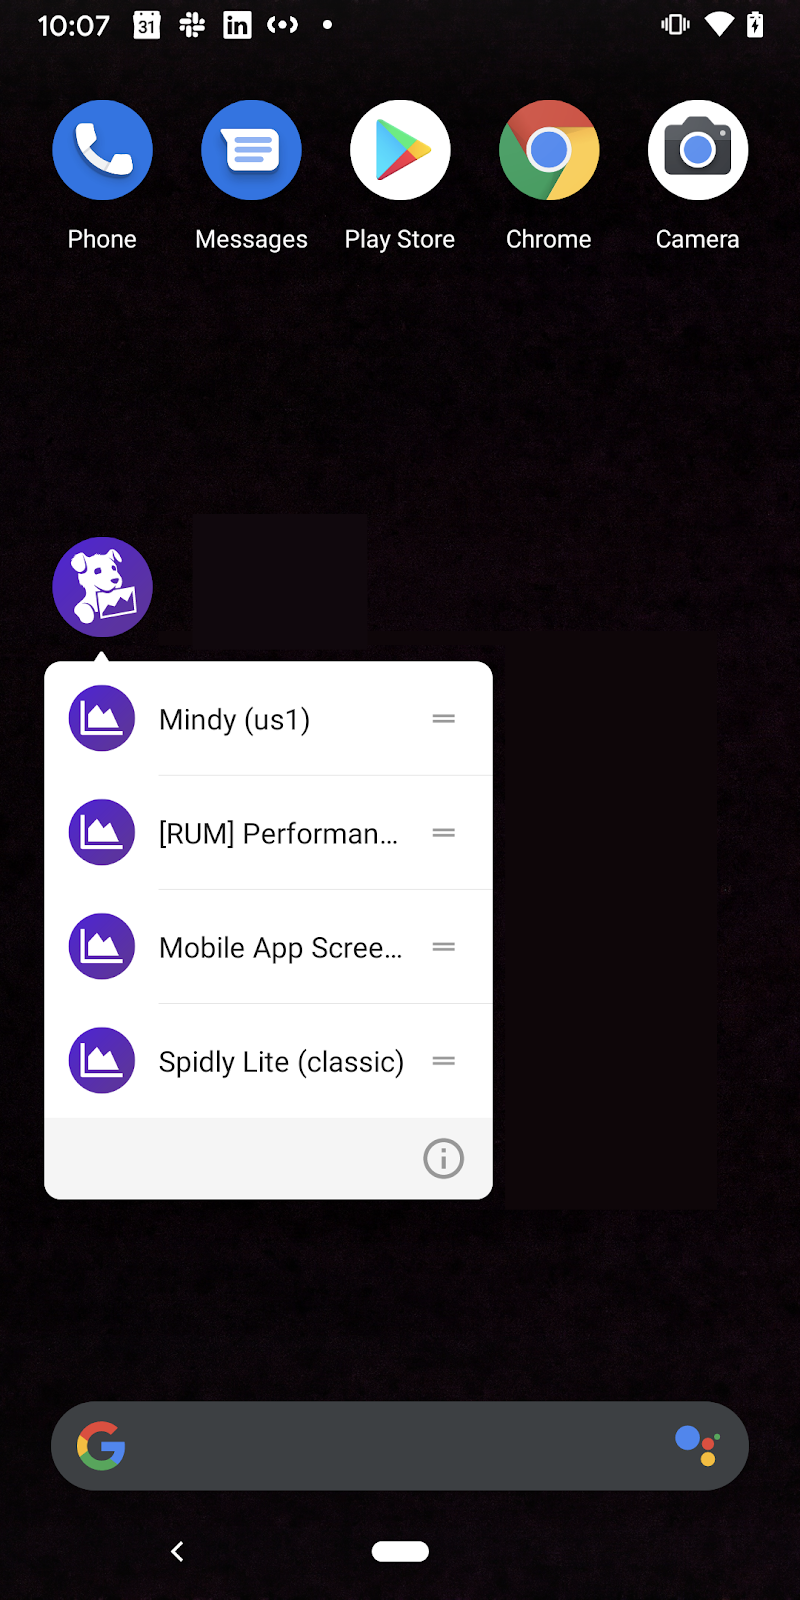 10:07
31
in
Phone Messages Play Store Chrome Camera
Mindy (us1)
[RUM] Performan...
Mobile App Scree...
Spidly Lite (classic)